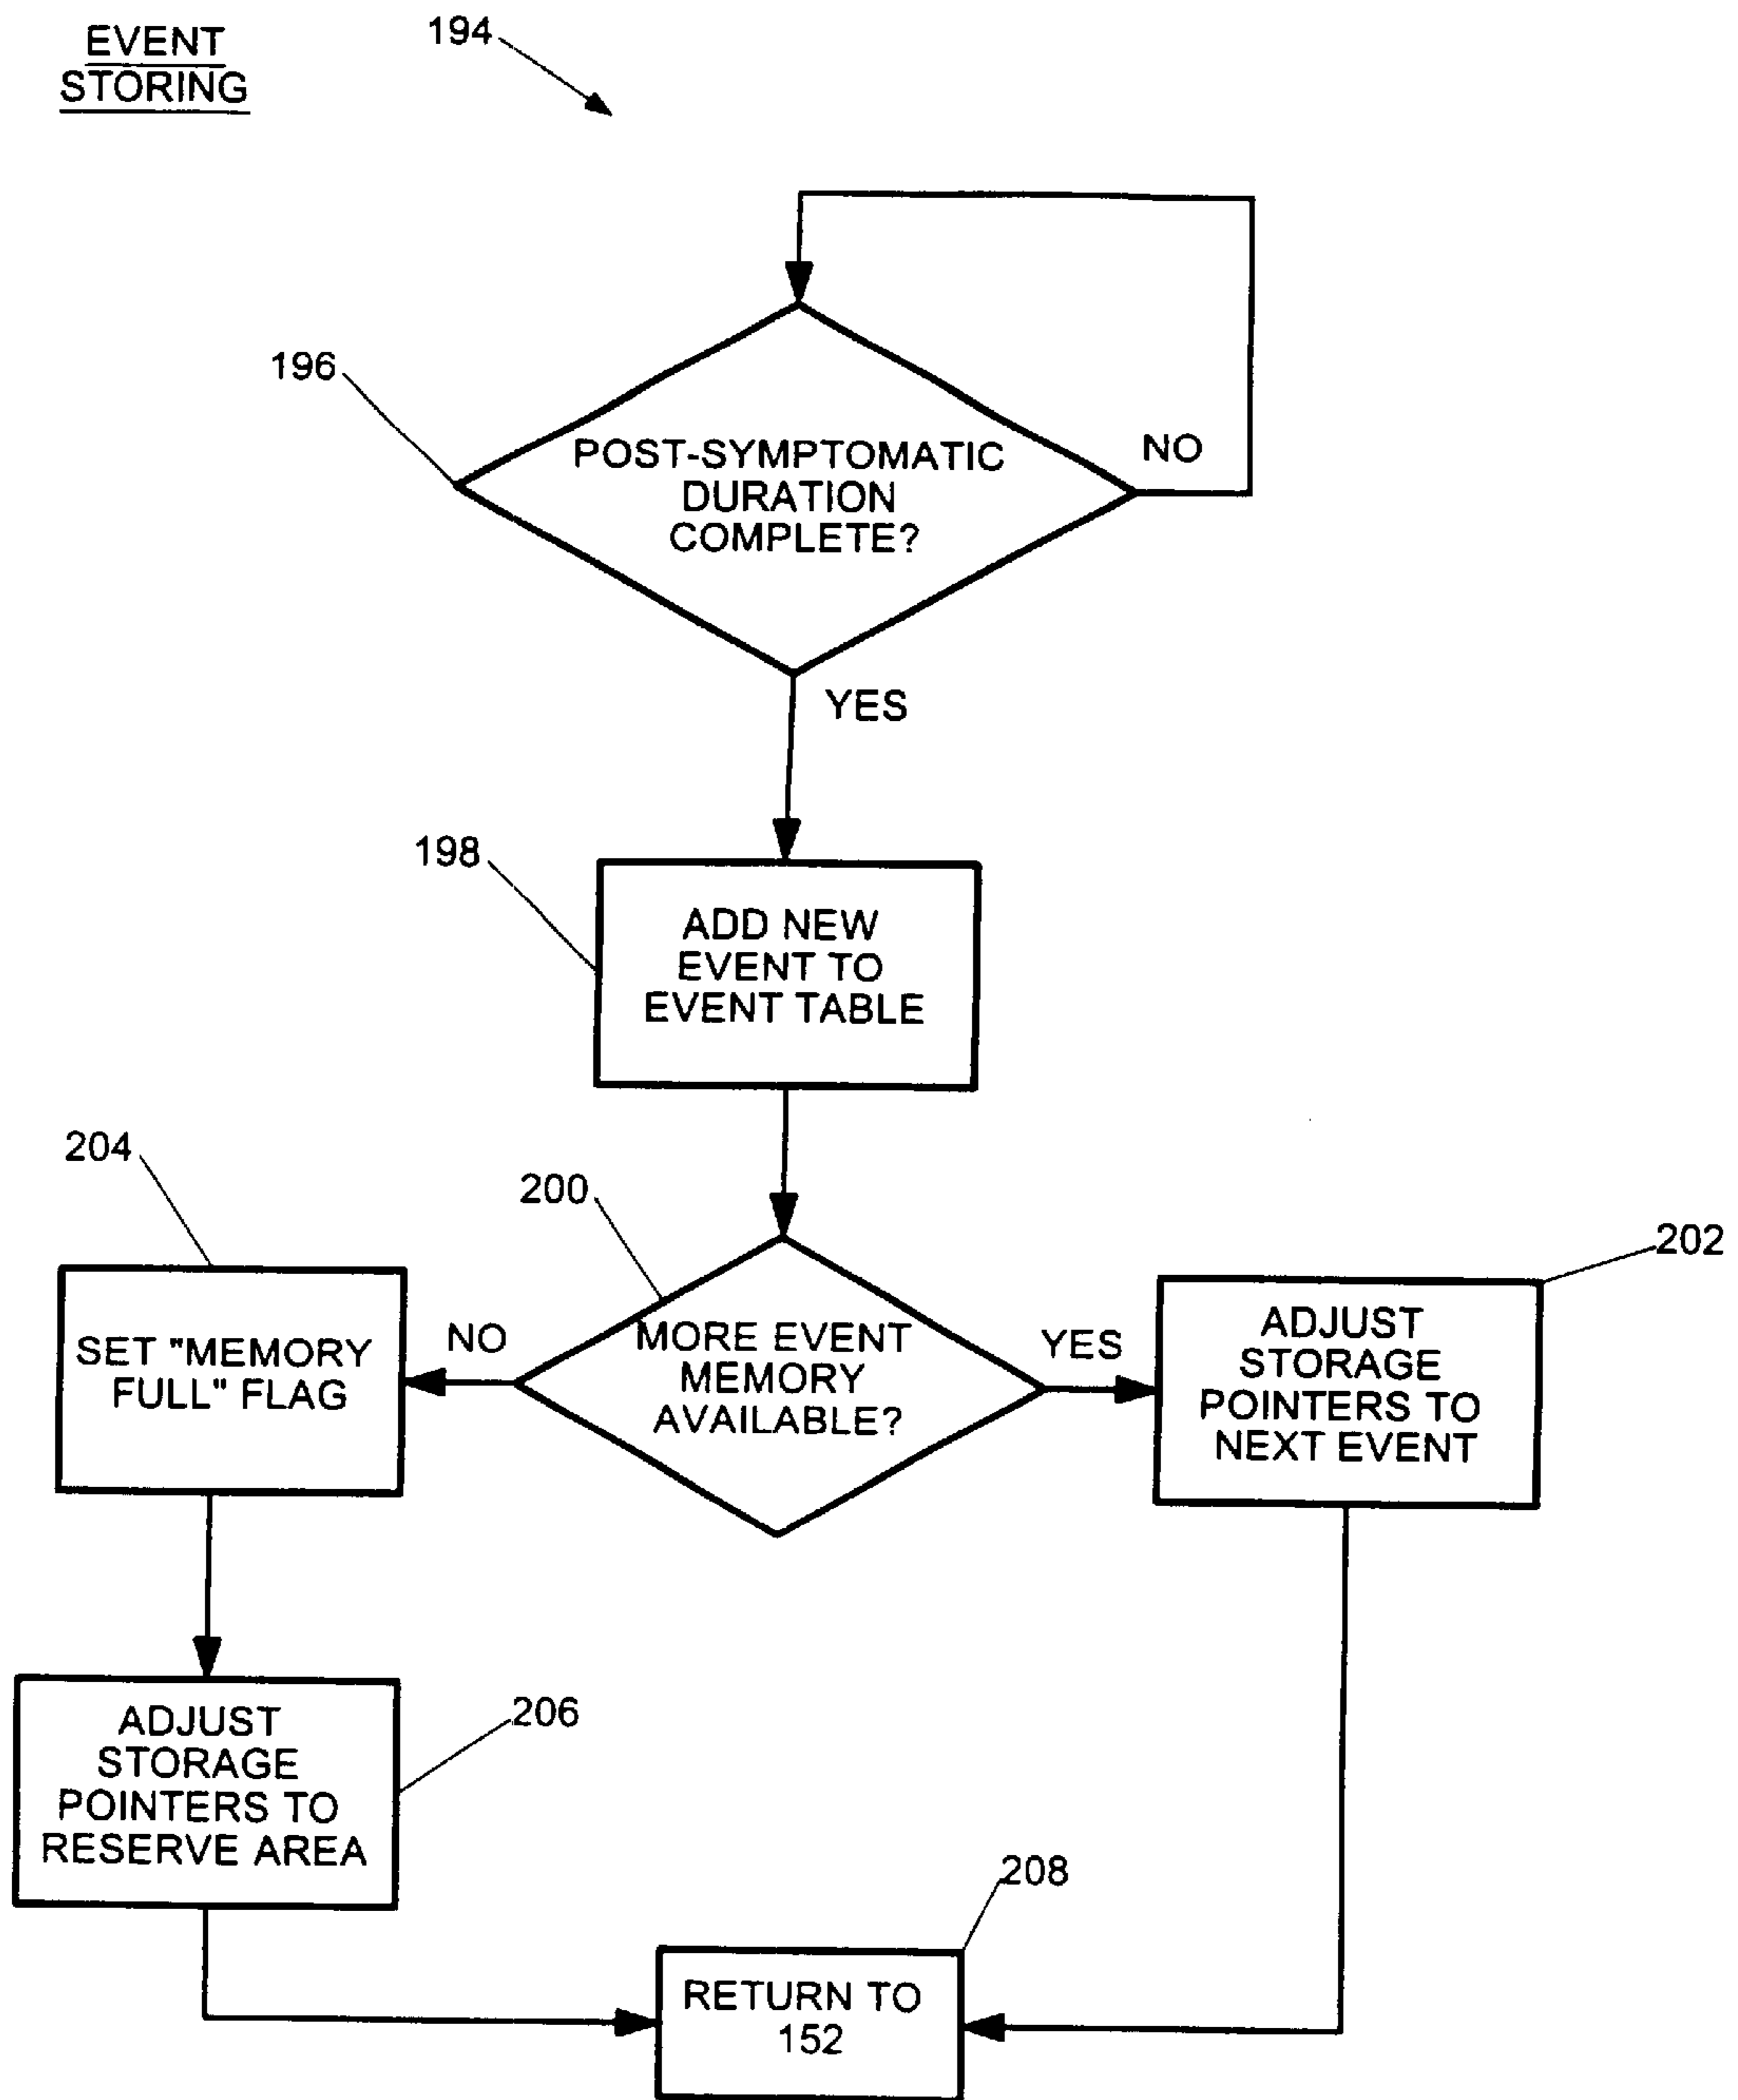 EVENT
STORING
194
196
POST-SYMPTOMATIC
DURATION
COMPLETE?
NO
YES
198
ADD NEW
EVENT TO
EVENT TABLE
204
200
202
SET "MEMORY
FULL" FLAG
NO
MORE EVENT
MEMORY
AVAILABLE?
YES
ADJUST
STORAGE
POINTERS TO
NEXT EVENT
ADJUST
STORAGE
POINTERS TO
RESERVE AREA
206
208
RETURN TO
152